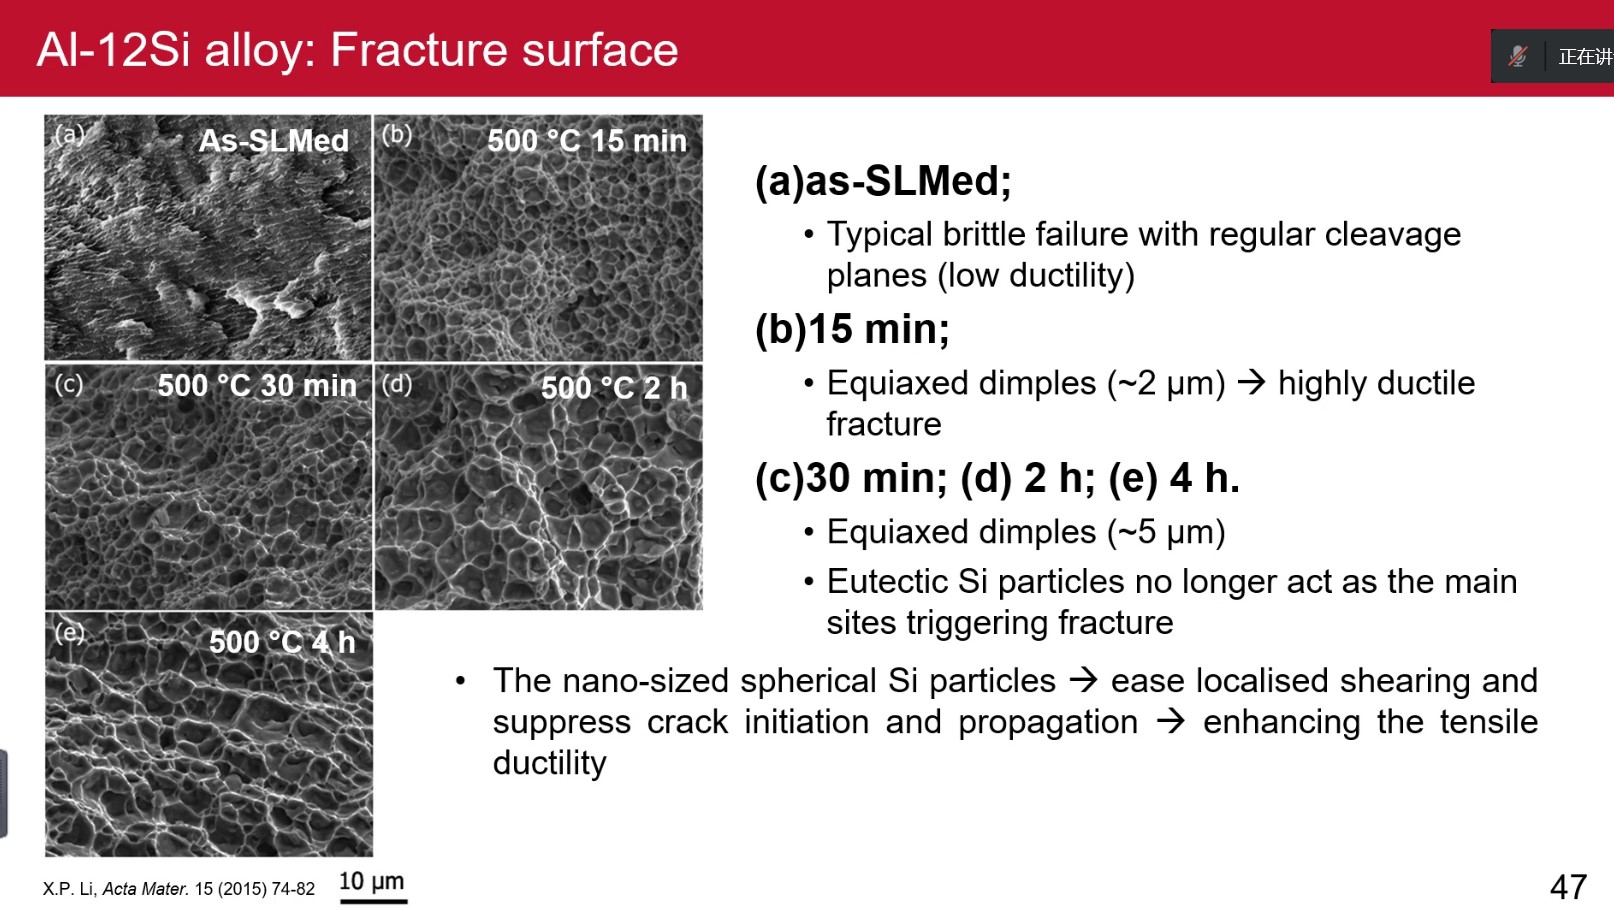 Al-12Si alloy: Fracture surface
正在讲
(a) As-SLMed
(b) 500 °C 15 min
(c) 500 °C 30 min
(d) 500 °C 2 h
(e) 500 °C 4 h
(a)as-SLMed;
• Typical brittle failure with regular cleavage
planes (low ductility)
(b)15 min;
• Equiaxed dimples (~2 μm) → highly ductile
fracture
(c)30 min; (d) 2 h; (e) 4 h.
• Equiaxed dimples (~5 μm)
• Eutectic Si particles no longer act as the main
sites triggering fracture
• The nano-sized spherical Si particles → ease localised shearing and
suppress crack initiation and propagation → enhancing the tensile
ductility
X.P. Li, Acta Mater. 15 (2015) 74-82
10 μm
47